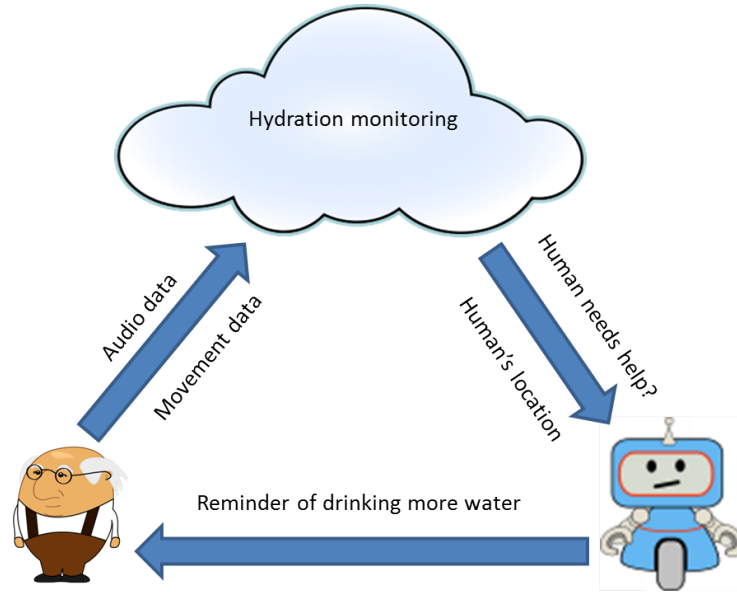 Hydration monitoring
Audio data
Movement data
Human needs help?
Human's location
Reminder of drinking more water